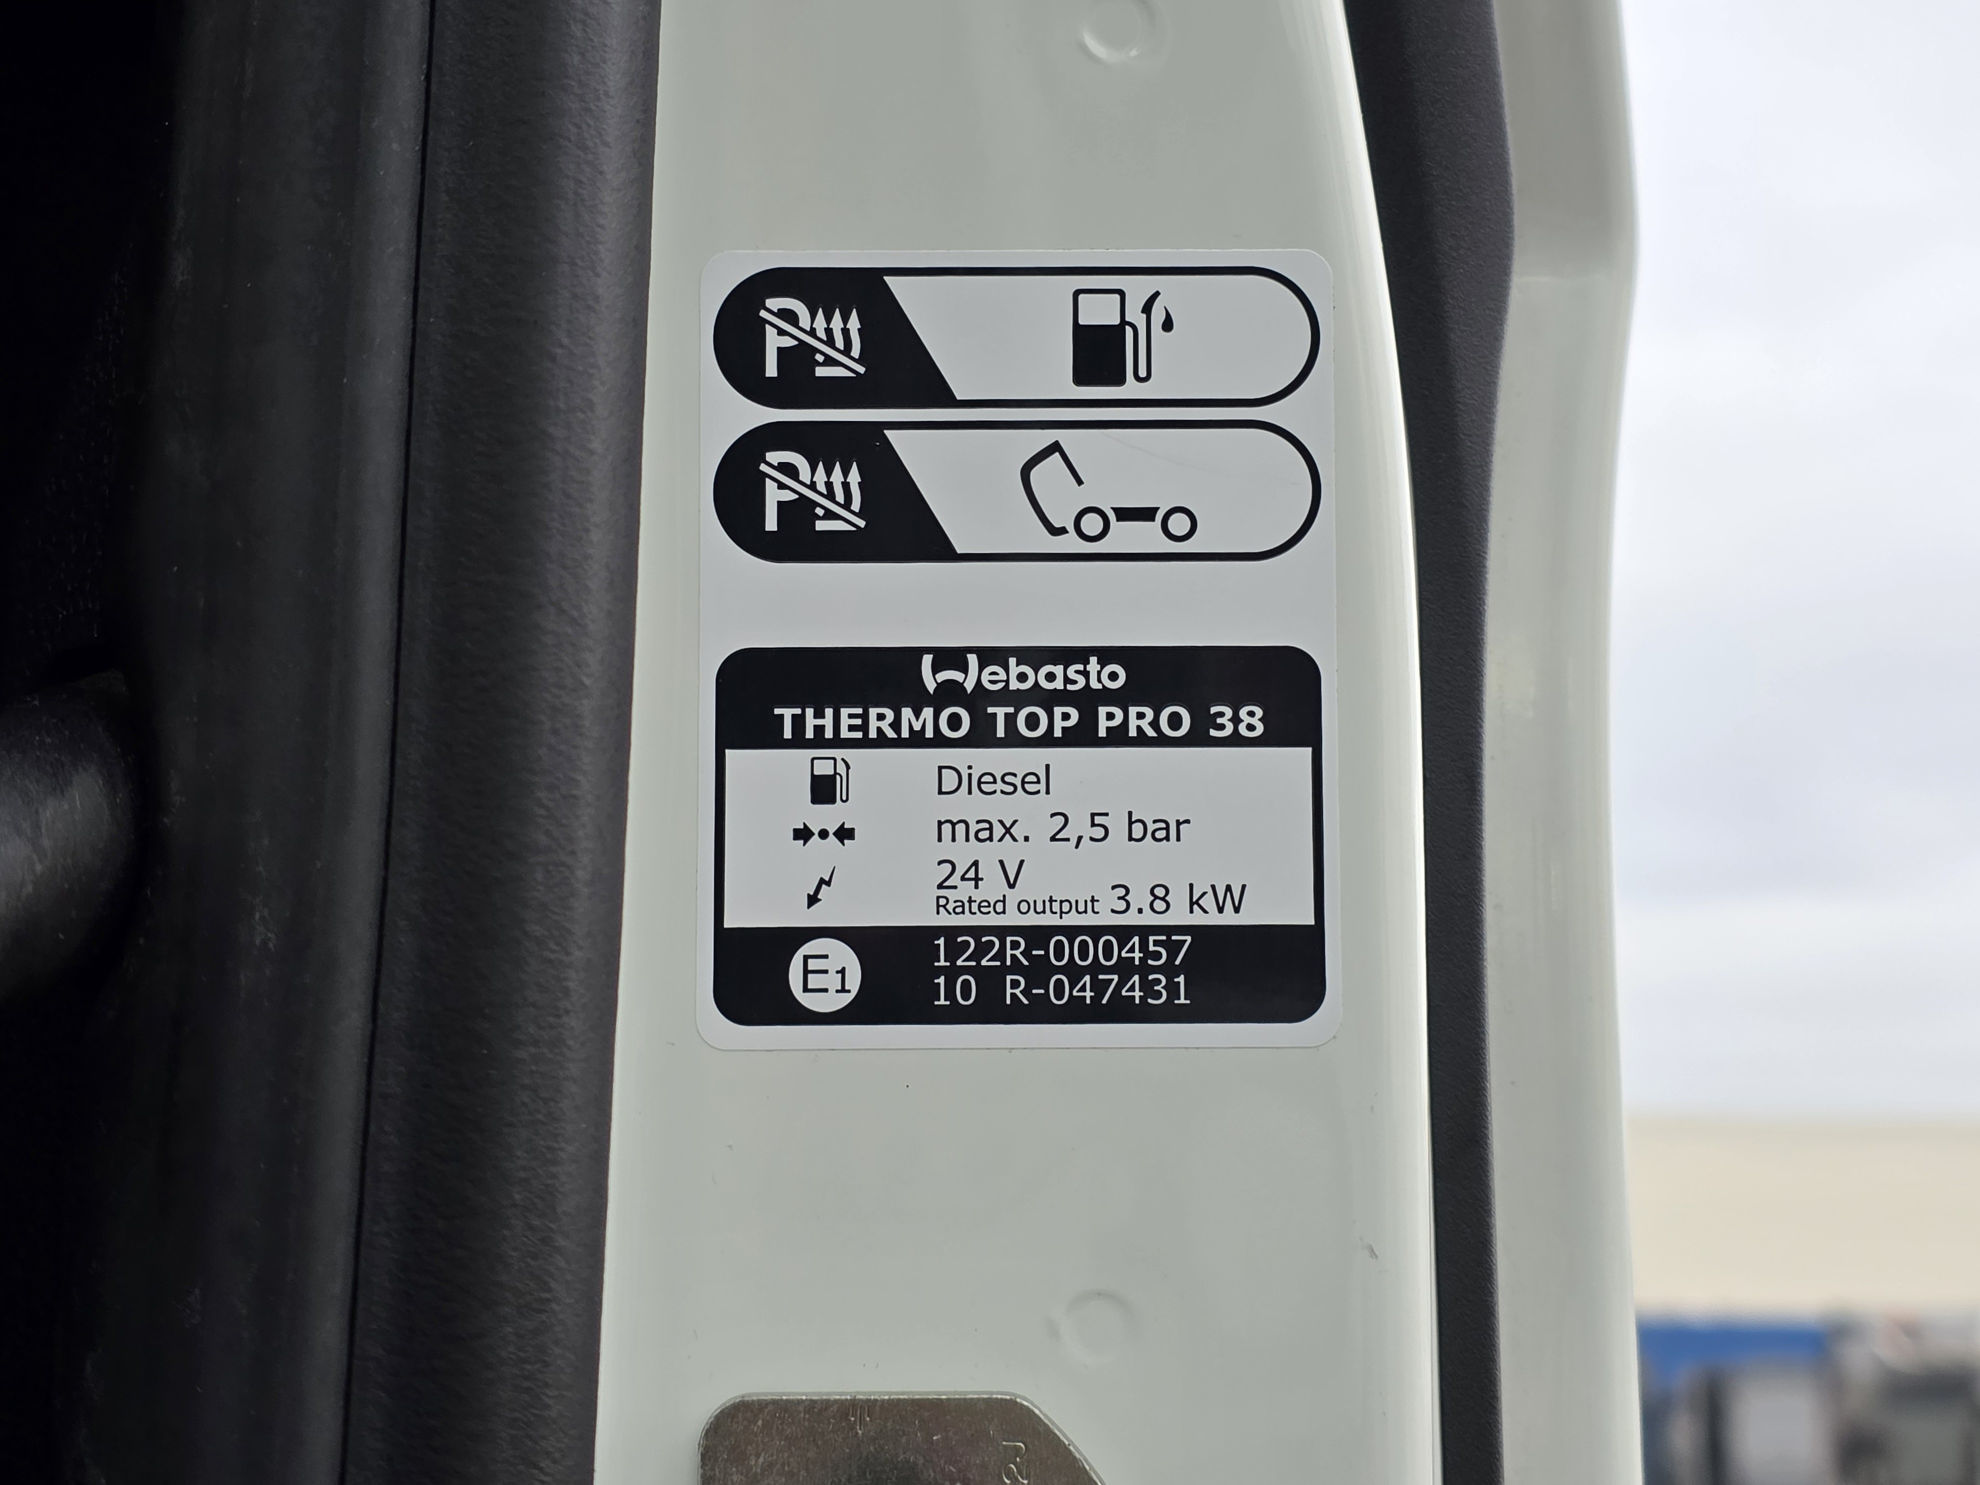 P
P
Webasto
THERMO TOP PRO 38
Diesel
max. 2,5 bar
24 V
Rated output 3.8 kW
E1
122R-000457
10 R-047431